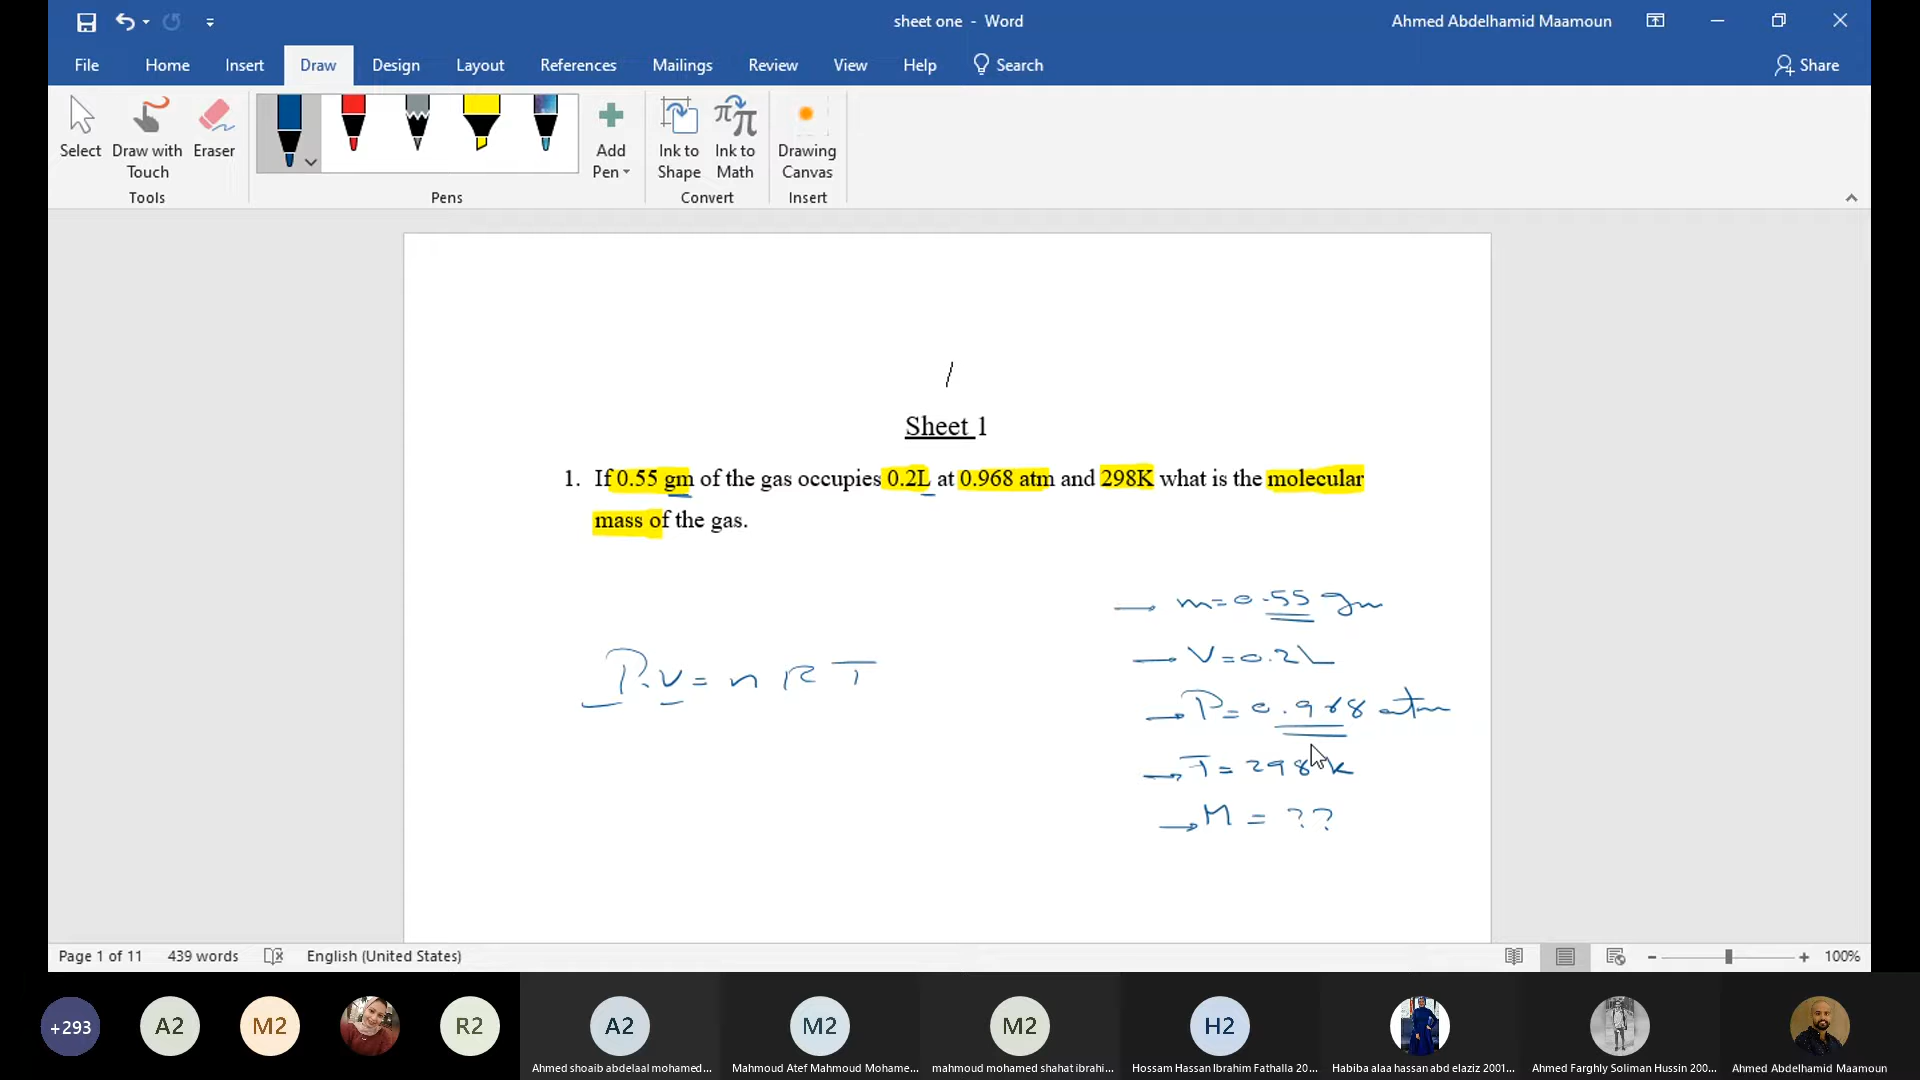 sheet one - Word
Ahmed Abdelhamid Maamoun
File Home Insert Draw Design Layout References Mailings Review View Help Search Share
Select Draw with Touch Eraser Add Pen Ink to Shape Ink to Math Drawing Canvas
Tools Pens Convert Insert
Sheet 1
1. If 0.55 gm of the gas occupies 0.2L at 0.968 atm and 298K what is the molecular
mass of the gas.
m=0.55 gm
V=0.2L
P.V= n R T
P=0.968 atm
T=298K
M = ??
Page 1 of 11 439 words English (United States) 100%
+293 A2 M2 R2 A2 M2 M2 H2
Ahmed shoaib abdelaal mohamed... Mahmoud Atef Mahmoud Mohame... mahmoud mohamed shahat ibrahi... Hossam Hassan Ibrahim Fathalla 20... Habiba alaa hassan abd elaziz 2001... Ahmed Farghly Soliman Hussin 200... Ahmed Abdelhamid Maamoun